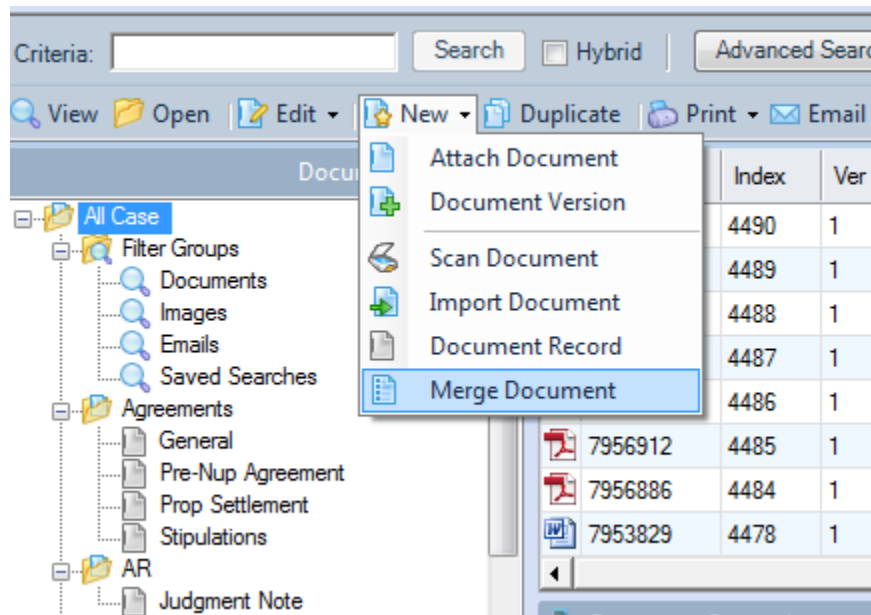 Criteria: Search Hybrid Advanced Searc
View Open Edit New Duplicate Print Email
Docu Index Ver
Attach Document
Document Version
Scan Document
Import Document
Document Record
Merge Document
All Case
Filter Groups
Documents
Images
Emails
Saved Searches
Agreements
General
Pre-Nup Agreement
Prop Settlement
Stipulations
AR
Judgment Note
4490 1
4489 1
4488 1
4487 1
4486 1
7956912 4485 1
7956886 4484 1
7953829 4478 1